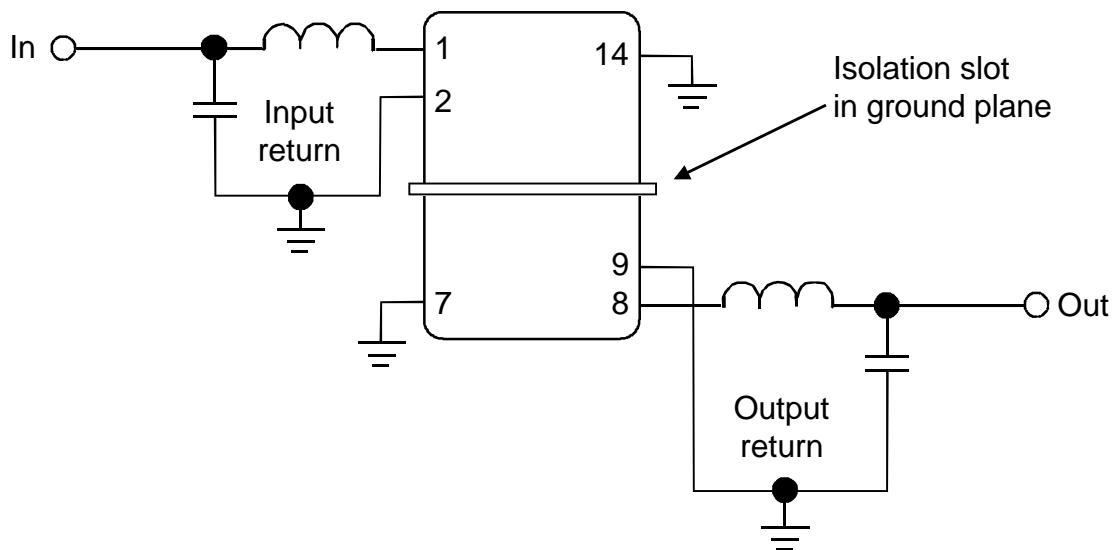 In
1
14
2
Input
return
Isolation slot
in ground plane
9
7
8
Out
Output
return